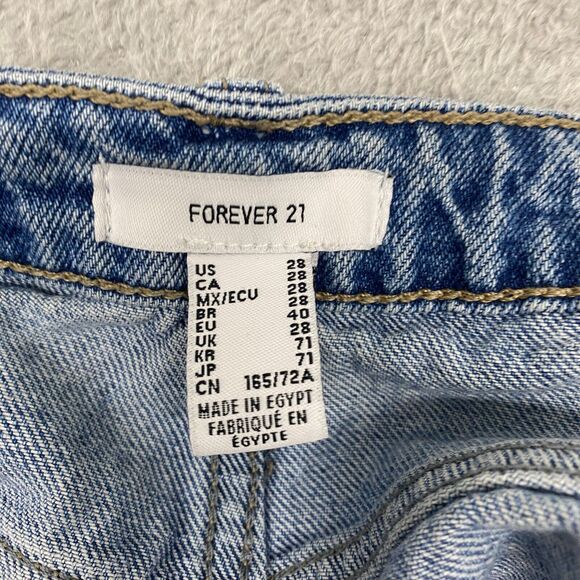 FOREVER 21
US 28
CA 28
MX/ECU 28
BR 28
EU 40
UK 28
KR 71
JP 71
CN 165/72A
MADE IN EGYPT
FABRIQUÉ EN
ÉGYPTE